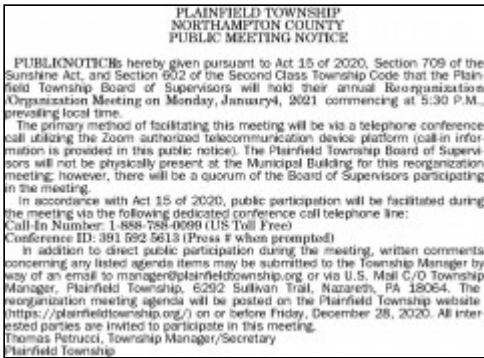 PLAINFIELD TOWNSHIP
NORTHAMPTON COUNTY
PUBLIC MEETING NOTICE
PUBLICNOTICEis hereby given pursuant to Act 15 of 2020, Section 709 of the
Sunshine Act, and Section 602 of the Second Class Township Code that the Plain-
field Township Board of Supervisors will hold their annual Reorganization
/Organization Meeting on Monday, January4, 2021 commencing at 5:30 P.M.,
prevailing local time.
The primary method of facilitating this meeting will be via a telephone conference
call utilizing the Zoom authorized telecommunication device platform (call-in infor-
mation is provided in this public notice). The Plainfield Township Board of Supervi-
sors will not be physically present at the Municipal Building for this reorganization
meeting; however, there will be a quorum of the Board of Supervisors participating
in the meeting.
In accordance with Act 15 of 2020, public participation will be facilitated during
the meeting via the following dedicated conference call telephone line:
Call-In Number: 1-888-788-0099 (US Toll Free)
Conference ID: 391 592 5613 (Press # when prompted)
In addition to direct public participation during the meeting, written comments
concerning any listed agenda items may be submitted to the Township Manager by
way of an email to manager@plainfieldtownship.org or via U.S. Mail C/O Township
Manager, Plainfield Township, 6292 Sullivan Trail, Nazareth, PA 18064. The
reorganization meeting agenda will be posted on the Plainfield Township website
(https://plainfieldtownship.org/) on or before Friday, December 28, 2020. All inter-
ested parties are invited to participate in this meeting.
Thomas Petrucci, Township Manager/Secretary
Plainfield Township